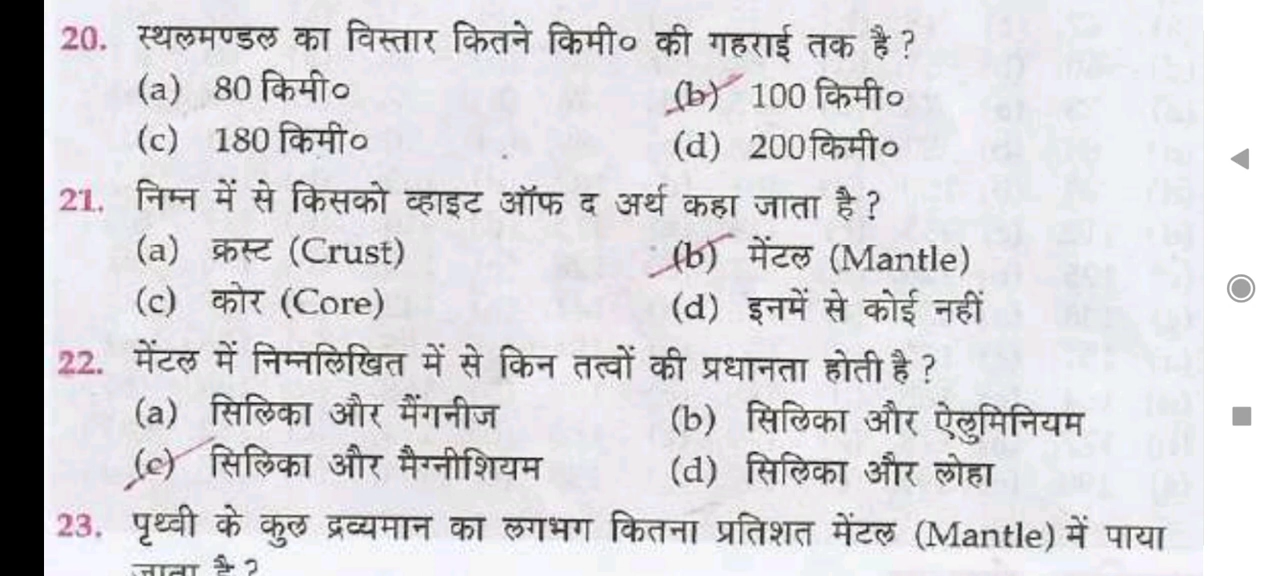 20. स्थलमण्डल का विस्तार कितने किमी० की गहराई तक है ?
(a) 80 किमी० (b) 100 किमी०
(c) 180 किमी० (d) 200 किमी०
21. निम्न में से किसको व्हाइट ऑफ द अर्थ कहा जाता है ?
(a) क्रस्ट (Crust) (b) मेंटल (Mantle)
(c) कोर (Core) (d) इनमें से कोई नहीं
22. मेंटल में निम्नलिखित में से किन तत्वों की प्रधानता होती है ?
(a) सिलिका और मैंगनीज (b) सिलिका और ऐलुमिनियम
(c) सिलिका और मैग्नीशियम (d) सिलिका और लोहा
23. पृथ्वी के कुल द्रव्यमान का लगभग कितना प्रतिशत मेंटल (Mantle) में पाया
जाता है ?